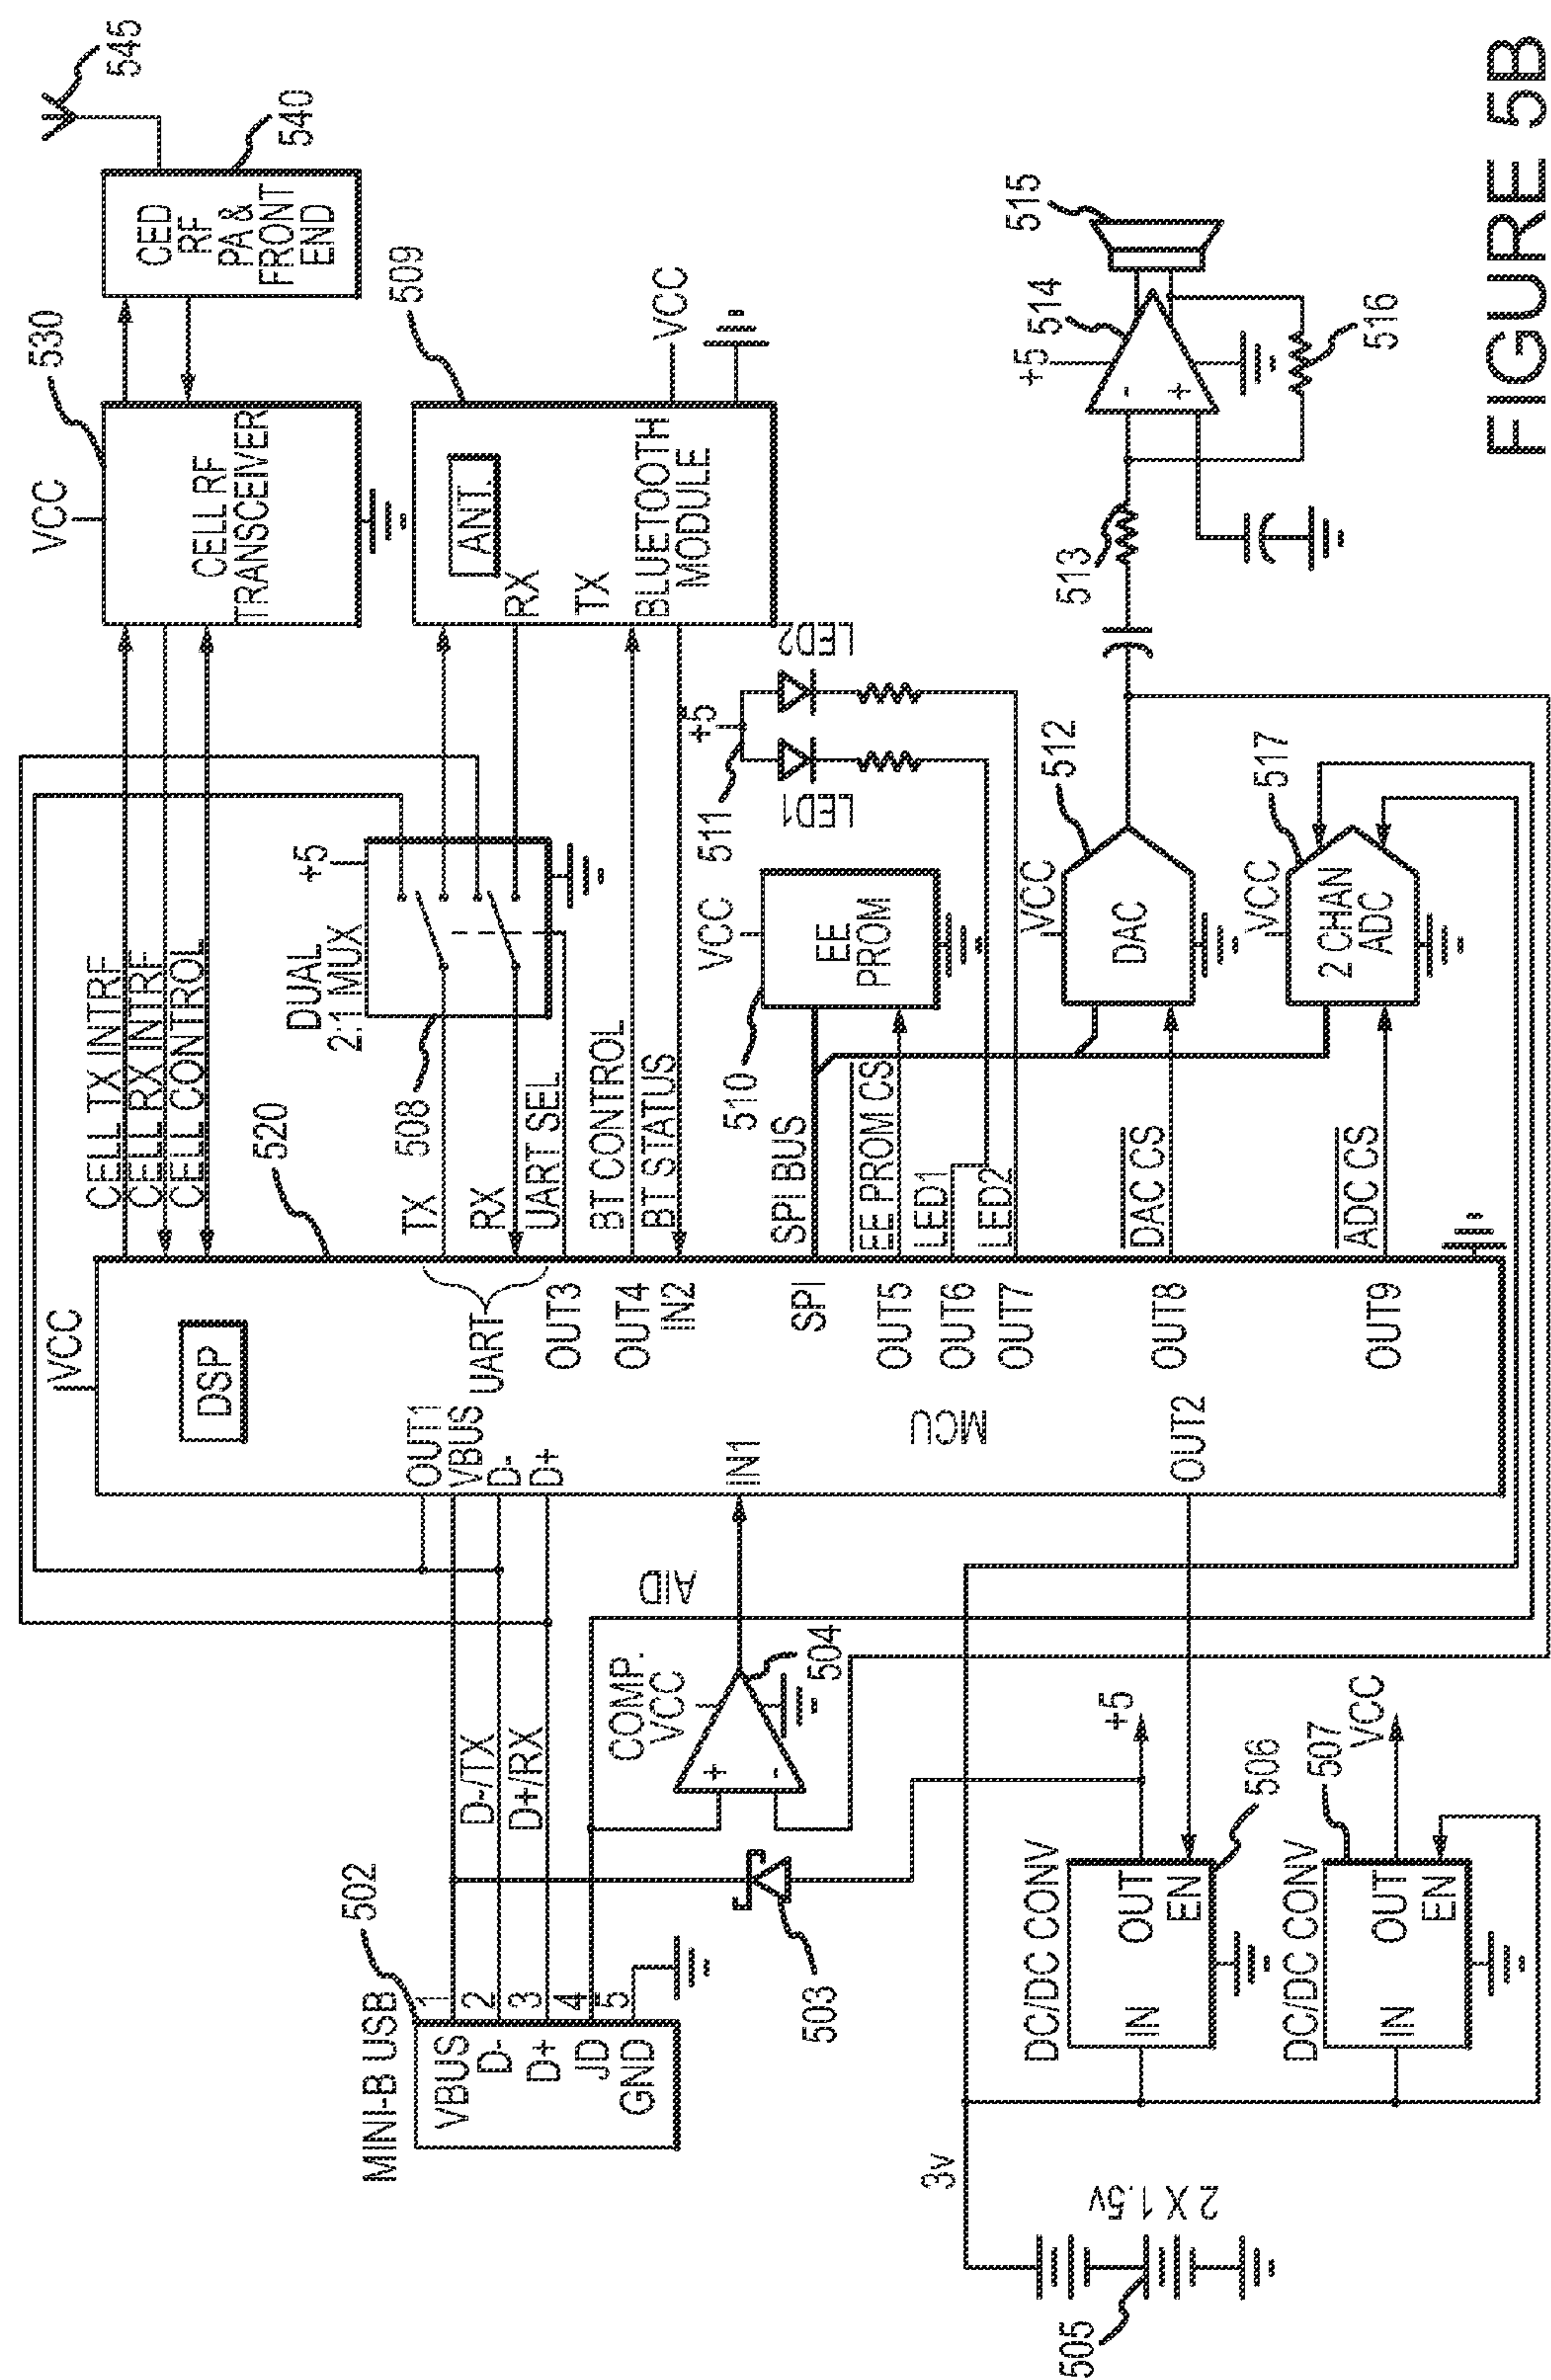 545
540
CED
RF
PA &
FRONT
END
530
VCC
CELL RF
TRANSCEIVER
CELL TX INTRF
CELL RX INTRF
CELL CONTROL
509
ANT.
RX
TX
BLUETOOTH
MODULE
VCC
DUAL
2:1 MUX
+5
508
520
VCC
DSP
TX
RX
UART SEL
BT CONTROL
BT STATUS
SPI BUS
EE PROM CS
LED1
LED2
DAC CS
ADC CS
OUT1
VBUS
D-
D+
IN1
OUT2
MCU
UART
OUT3
OUT4
IN2
SPI
OUT5
OUT6
OUT7
OUT8
OUT9
+5
511
LED1
LED2
510
VCC
EE
PROM
512
VCC
DAC
517
VCC
2 CHAN
ADC
513
+5
514
-
+
515
516
MINI-B USB
502
VBUS
D-
D+
JD
GND
1
2
3
4
5
D-/TX
D+/RX
COMP.
VCC
+
-
504
AID
503
3v
2 X 1.5v
505
DC/DC CONV
IN
OUT
EN
+5
506
DC/DC CONV
IN
OUT
EN
507
VCC
FIGURE 5B